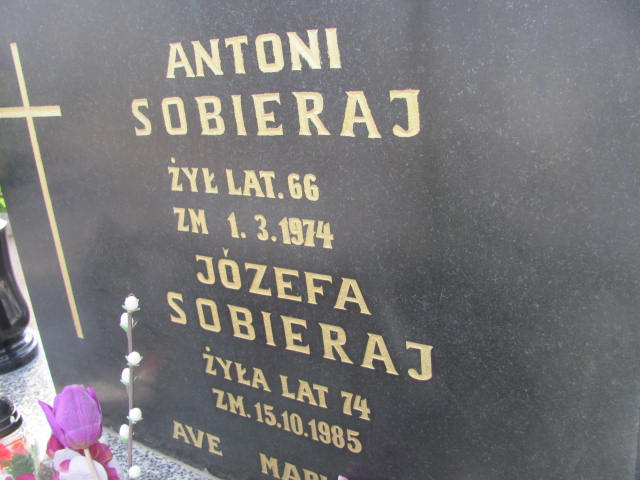 ANTONI
SOBIERAJ
ŻYŁ LAT. 66
ZM 1. 3. 1974
JÓZEFA
SOBIERAJ
ŻYŁA LAT 74
ZM. 15.10.1985
AVE